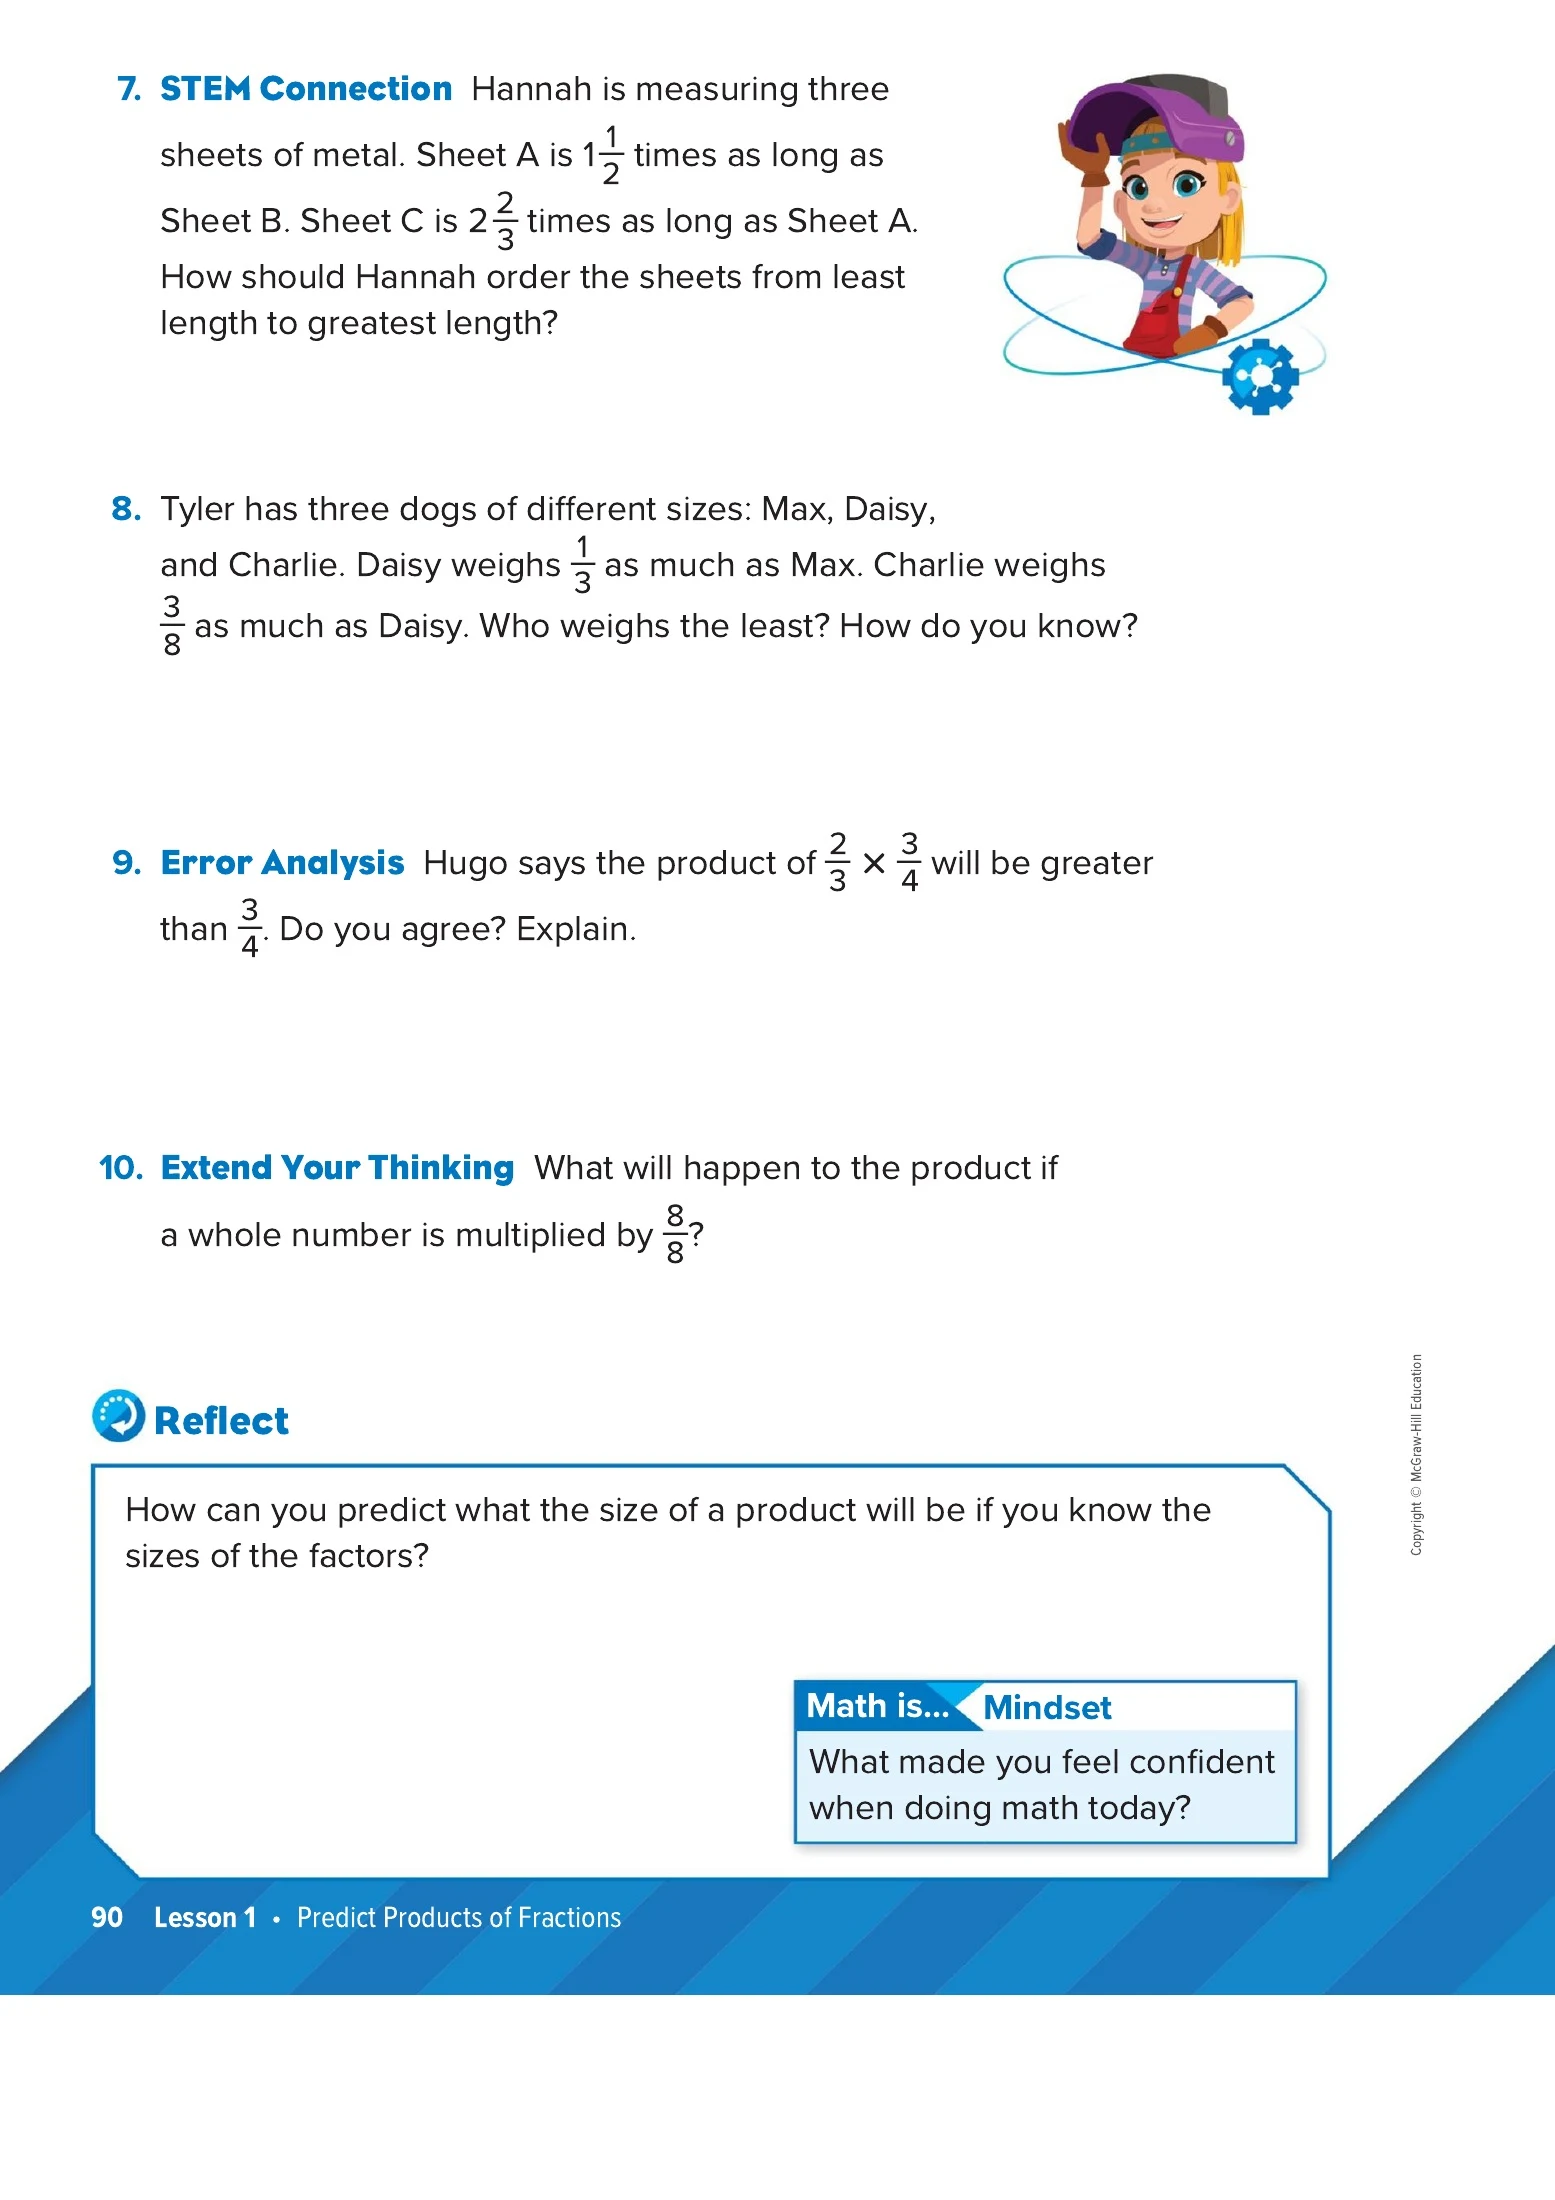 7. STEM Connection Hannah is measuring three
sheets of metal. Sheet A is 1 1/2 times as long as
Sheet B. Sheet C is 2 2/3 times as long as Sheet A.
How should Hannah order the sheets from least
length to greatest length?
8. Tyler has three dogs of different sizes: Max, Daisy,
and Charlie. Daisy weighs 1/3 as much as Max. Charlie weighs
3/8 as much as Daisy. Who weighs the least? How do you know?
9. Error Analysis Hugo says the product of 2/3 × 3/4 will be greater
than 3/4. Do you agree? Explain.
10. Extend Your Thinking What will happen to the product if
a whole number is multiplied by 8/8?
Reflect
How can you predict what the size of a product will be if you know the
sizes of the factors?
Math is... Mindset
What made you feel confident
when doing math today?
90 Lesson 1 • Predict Products of Fractions
Copyright © McGraw-Hill Education